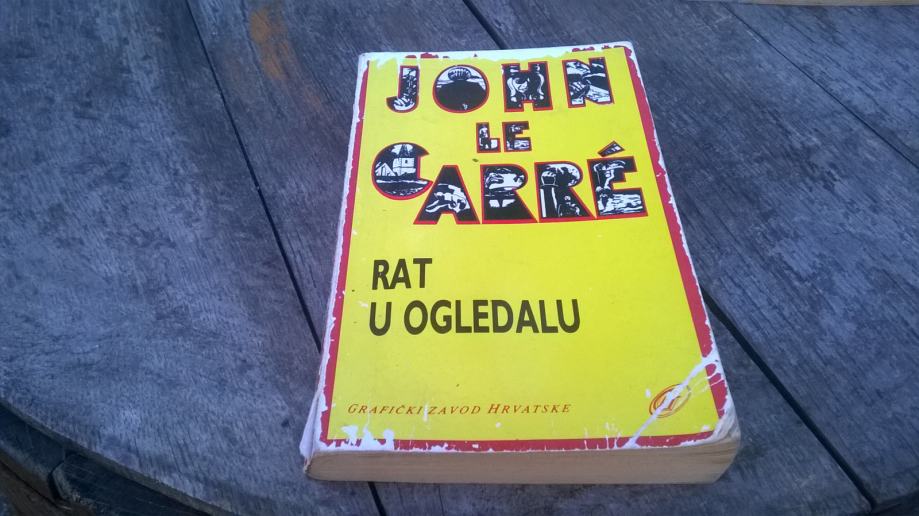 JOHN
LE
CARRÉ
RAT
U OGLEDALU
GRAFIČKI ZAVOD HRVATSKE